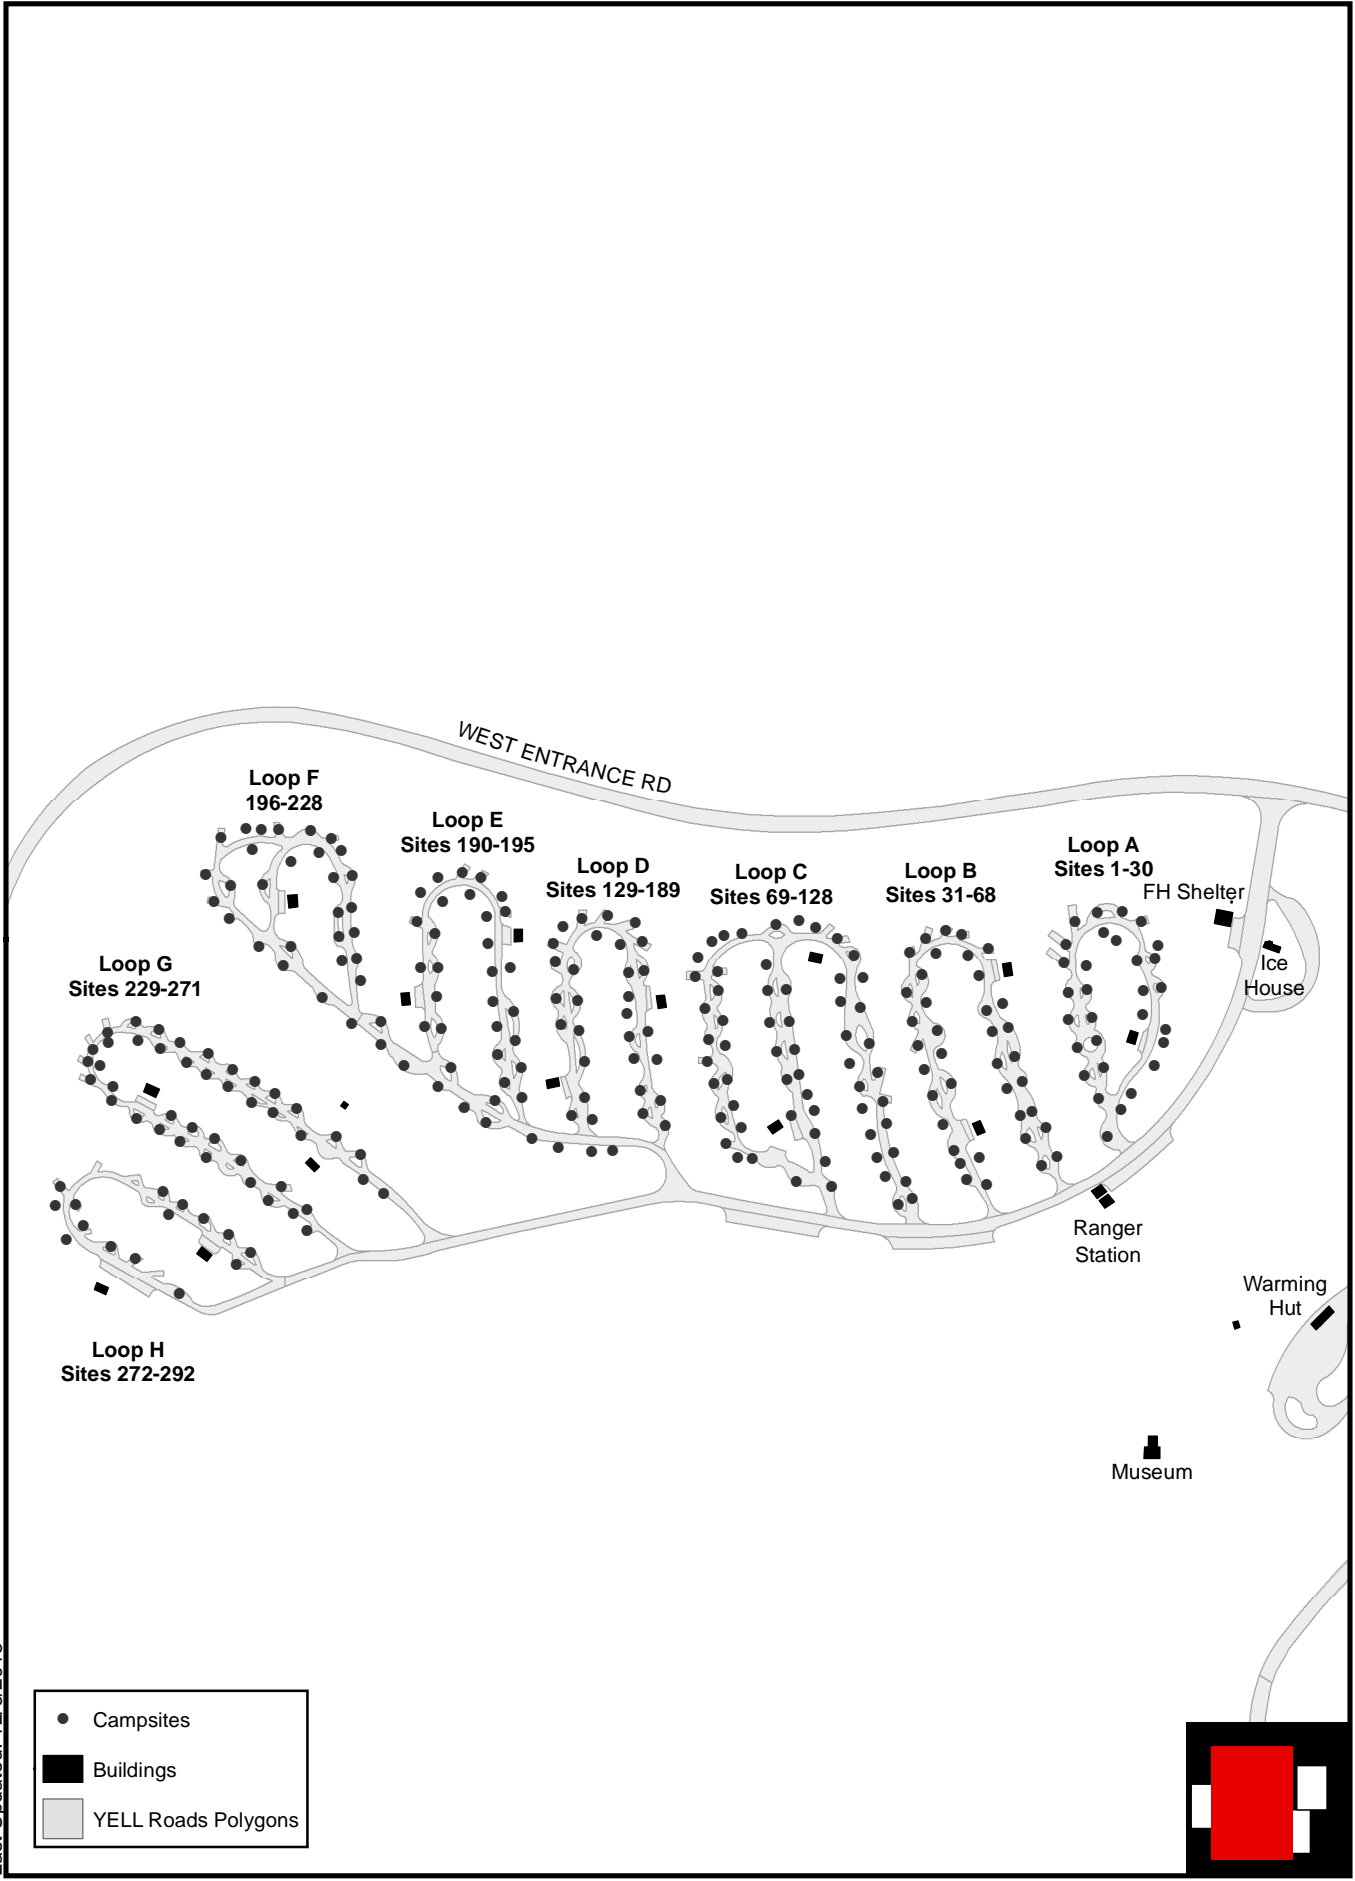 WEST ENTRANCE RD
Loop F
196-228
Loop E
Sites 190-195
Loop D
Sites 129-189
Loop C
Sites 69-128
Loop B
Sites 31-68
Loop A
Sites 1-30
FH Shelter
Ice
House
Loop G
Sites 229-271
Ranger
Station
Warming
Hut
Loop H
Sites 272-292
Museum
Campsites
Buildings
YELL Roads Polygons